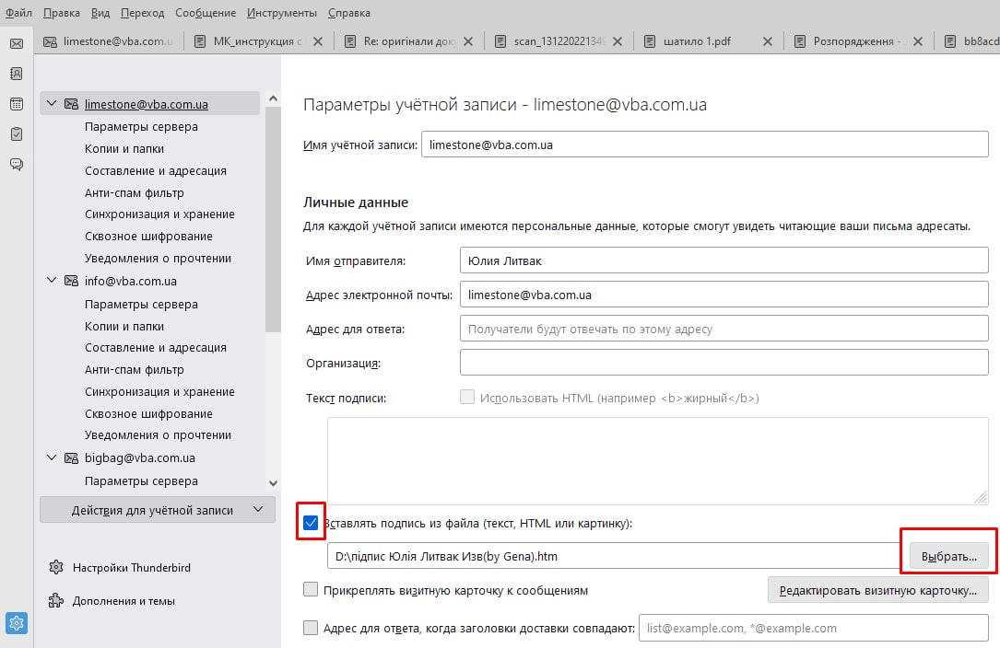 Файл Правка Вид Переход Сообщение Инструменты Справка
limestone@vba.com.u МК_инструкция с Re: оригінали док scan_13122022134 шатило 1.pdf Розпорядження - bb8acd
limestone@vba.com.ua
Параметры сервера
Копии и папки
Составление и адресация
Анти-спам фильтр
Синхронизация и хранение
Сквозное шифрование
Уведомления о прочтении
info@vba.com.ua
Параметры сервера
Копии и папки
Составление и адресация
Анти-спам фильтр
Синхронизация и хранение
Сквозное шифрование
Уведомления о прочтении
bigbag@vba.com.ua
Параметры сервера
Действия для учётной записи
Настройки Thunderbird
Дополнения и темы
Параметры учётной записи - limestone@vba.com.ua
Имя учётной записи: limestone@vba.com.ua
Личные данные
Для каждой учётной записи имеются персональные данные, которые смогут увидеть читающие ваши письма адресаты.
Имя отправителя: Юлия Литвак
Адрес электронной почты: limestone@vba.com.ua
Адрес для ответа: Получатели будут отвечать по этому адресу
Организация:
Текст подписи: Использовать HTML (например <b>жирный</b>)
Вставлять подпись из файла (текст, HTML или картинку):
D:\підпис Юлія Литвак Изв(by Gena).htm Выбрать...
Прикреплять визитную карточку к сообщениям Редактировать визитную карточку...
Адрес для ответа, когда заголовки доставки совпадают: list@example.com, *@example.com